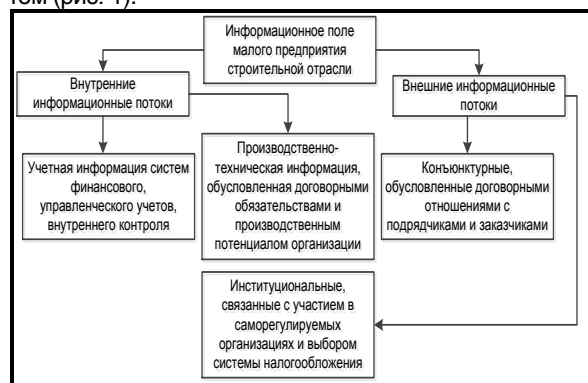 тем (рис. 1).
Информационное поле
малого предприятия
строительной отрасли
Внутренние
информационные потоки
Внешние информационные
потоки
Учетная информация систем
финансового,
управленческого учетов,
внутреннего контроля
Производственно-
техническая информация,
обусловленная договорными
обязательствами и
производственным
потенциалом организации
Конъюнктурные,
обусловленные договорными
отношениями с
подрядчиками и заказчиками
Институциональные,
связанные с участием в
саморегулируемых
организациях и выбором
системы налогообложения